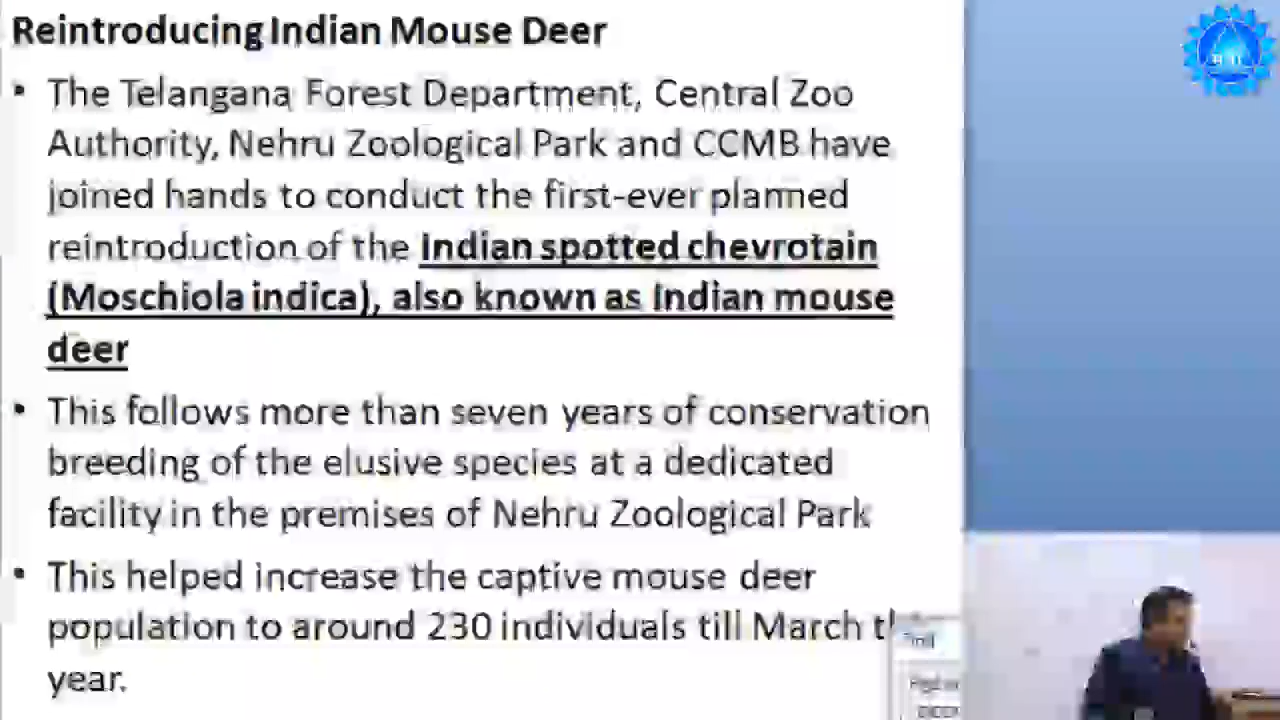 Reintroducing Indian Mouse Deer
• The Telangana Forest Department, Central Zoo
Authority, Nehru Zoological Park and CCMB have
joined hands to conduct the first-ever planned
reintroduction of the Indian spotted chevrotain
(Moschiola indica), also known as Indian mouse
deer
• This follows more than seven years of conservation
breeding of the elusive species at a dedicated
facility in the premises of Nehru Zoological Park
• This helped increase the captive mouse deer
population to around 230 individuals till March
year.